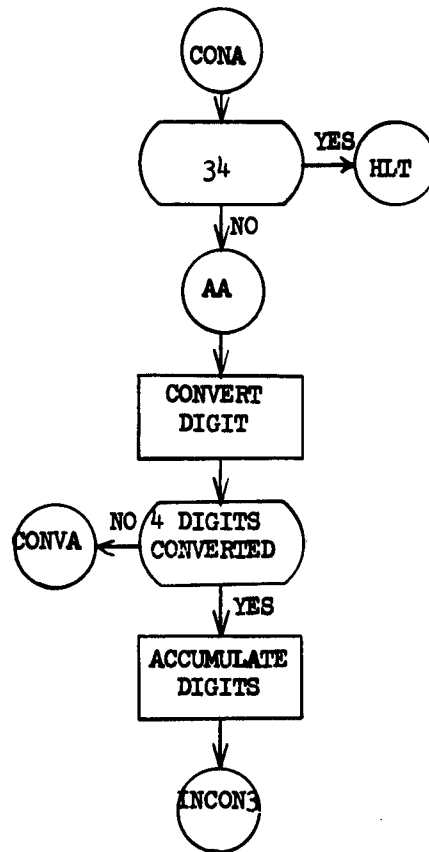 CONA
YES
34
HLT
NO
AA
CONVERT
DIGIT
NO 4 DIGITS
CONVA CONVERTED
YES
ACCUMULATE
DIGITS
INCON3